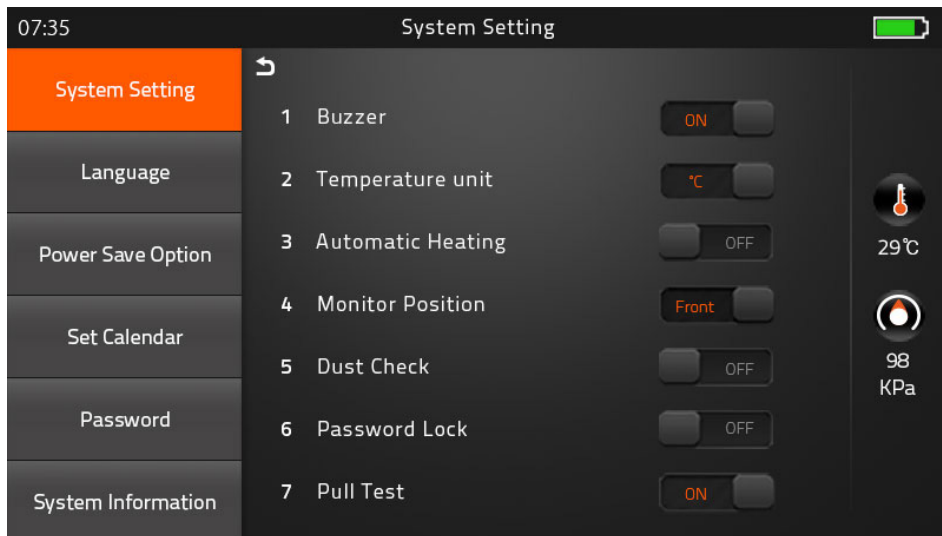 07:35 System Setting
System Setting
Language
Power Save Option
Set Calendar
Password
System Information
1 Buzzer ON
2 Temperature unit °C
3 Automatic Heating OFF
4 Monitor Position Front
5 Dust Check OFF
6 Password Lock OFF
7 Pull Test ON
29℃
98
KPa